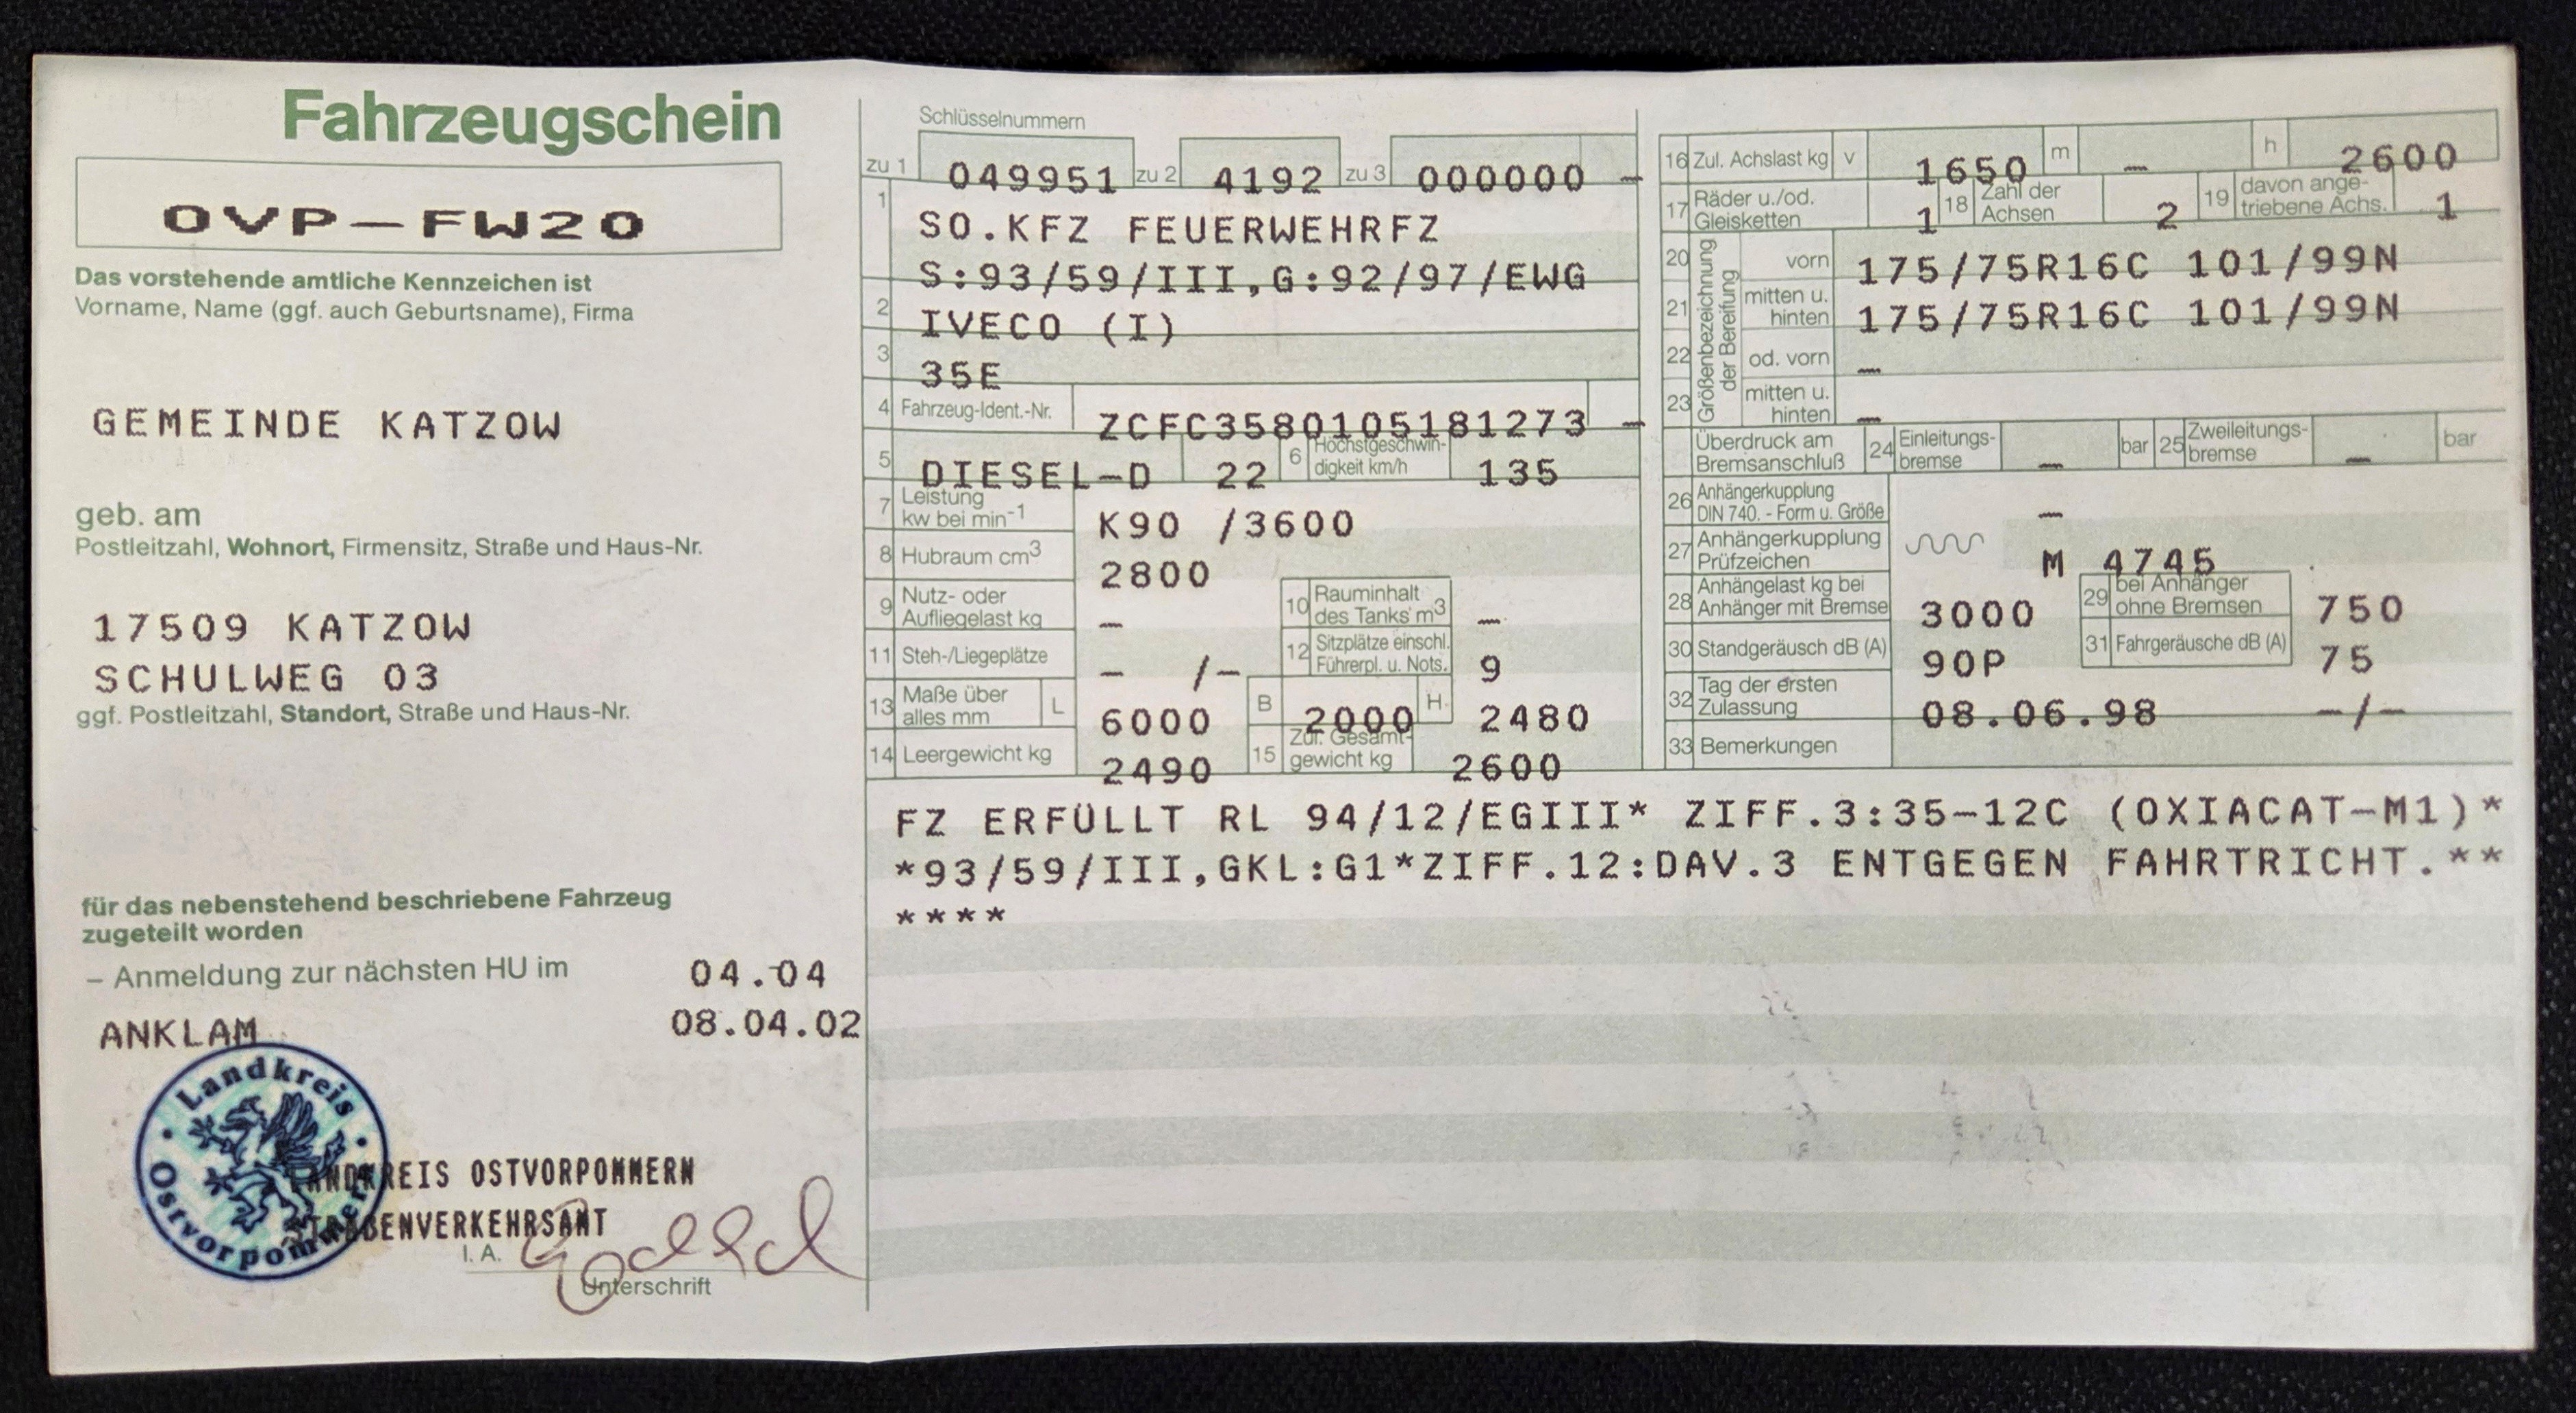 Fahrzeugschein
OVP-FW20
Das vorstehende amtliche Kennzeichen ist
Vorname, Name (ggf. auch Geburtsname), Firma
GEMEINDE KATZOW
geb. am
Postleitzahl, Wohnort, Firmensitz, Straße und Haus-Nr.
17509 KATZOW
SCHULWEG 03
ggf. Postleitzahl, Standort, Straße und Haus-Nr.
für das nebenstehend beschriebene Fahrzeug
zugeteilt worden
– Anmeldung zur nächsten HU im 04.04
ANKLAM 08.04.02
Landkreis Ostvorpommern
LANDKREIS OSTVORPOMMERN
STRAßENVERKEHRSAMT
I. A.
Unterschrift
Schlüsselnummern
zu 1 049951 zu 2 4192 zu 3 000000 –
1 SO.KFZ FEUERWEHRFZ
S:93/59/III,G:92/97/EWG
2 IVECO (I)
3 35E
4 Fahrzeug-Ident.-Nr. ZCFC3580105181273 –
5 DIESEL-D 22 6 Höchstgeschwin-digkeit km/h 135
7 Leistung kw bei min-1 K90 /3600
8 Hubraum cm3 2800
9 Nutz- oder Aufliegelast kg – 10 Rauminhalt des Tanks m3 –
11 Steh-/Liegeplätze – /– 12 Sitzplätze einschl. Führerpl. u. Nots. 9
13 Maße über alles mm L 6000 B 2000 H 2480
14 Leergewicht kg 2490 15 Zul. Gesamt-gewicht kg 2600
16 Zul. Achslast kg v 1650 m – h 2600
17 Räder u./od. Gleisketten 1 18 Zahl der Achsen 2 19 davon ange-triebene Achs. 1
Größenbezeichnung der Bereifung
20 vorn 175/75R16C 101/99N
21 mitten u. hinten 175/75R16C 101/99N
22 od. vorn –
23 mitten u. hinten –
Überdruck am Bremsanschluß 24 Einleitungs-bremse – bar 25 Zweileitungs-bremse – bar
26 Anhängerkupplung DIN 740. - Form u. Größe –
27 Anhängerkupplung Prüfzeichen M 4745
28 Anhängelast kg bei Anhänger mit Bremse 3000 29 bei Anhänger ohne Bremsen 750
30 Standgeräusch dB (A) 90P 31 Fahrgeräusche dB (A) 75
32 Tag der ersten Zulassung 08.06.98 –/–
33 Bemerkungen
FZ ERFÜLLT RL 94/12/EGIII* ZIFF.3:35-12C (OXIACAT-M1)*
*93/59/III,GKL:G1*ZIFF.12:DAV.3 ENTGEGEN FAHRTRICHT.**
****